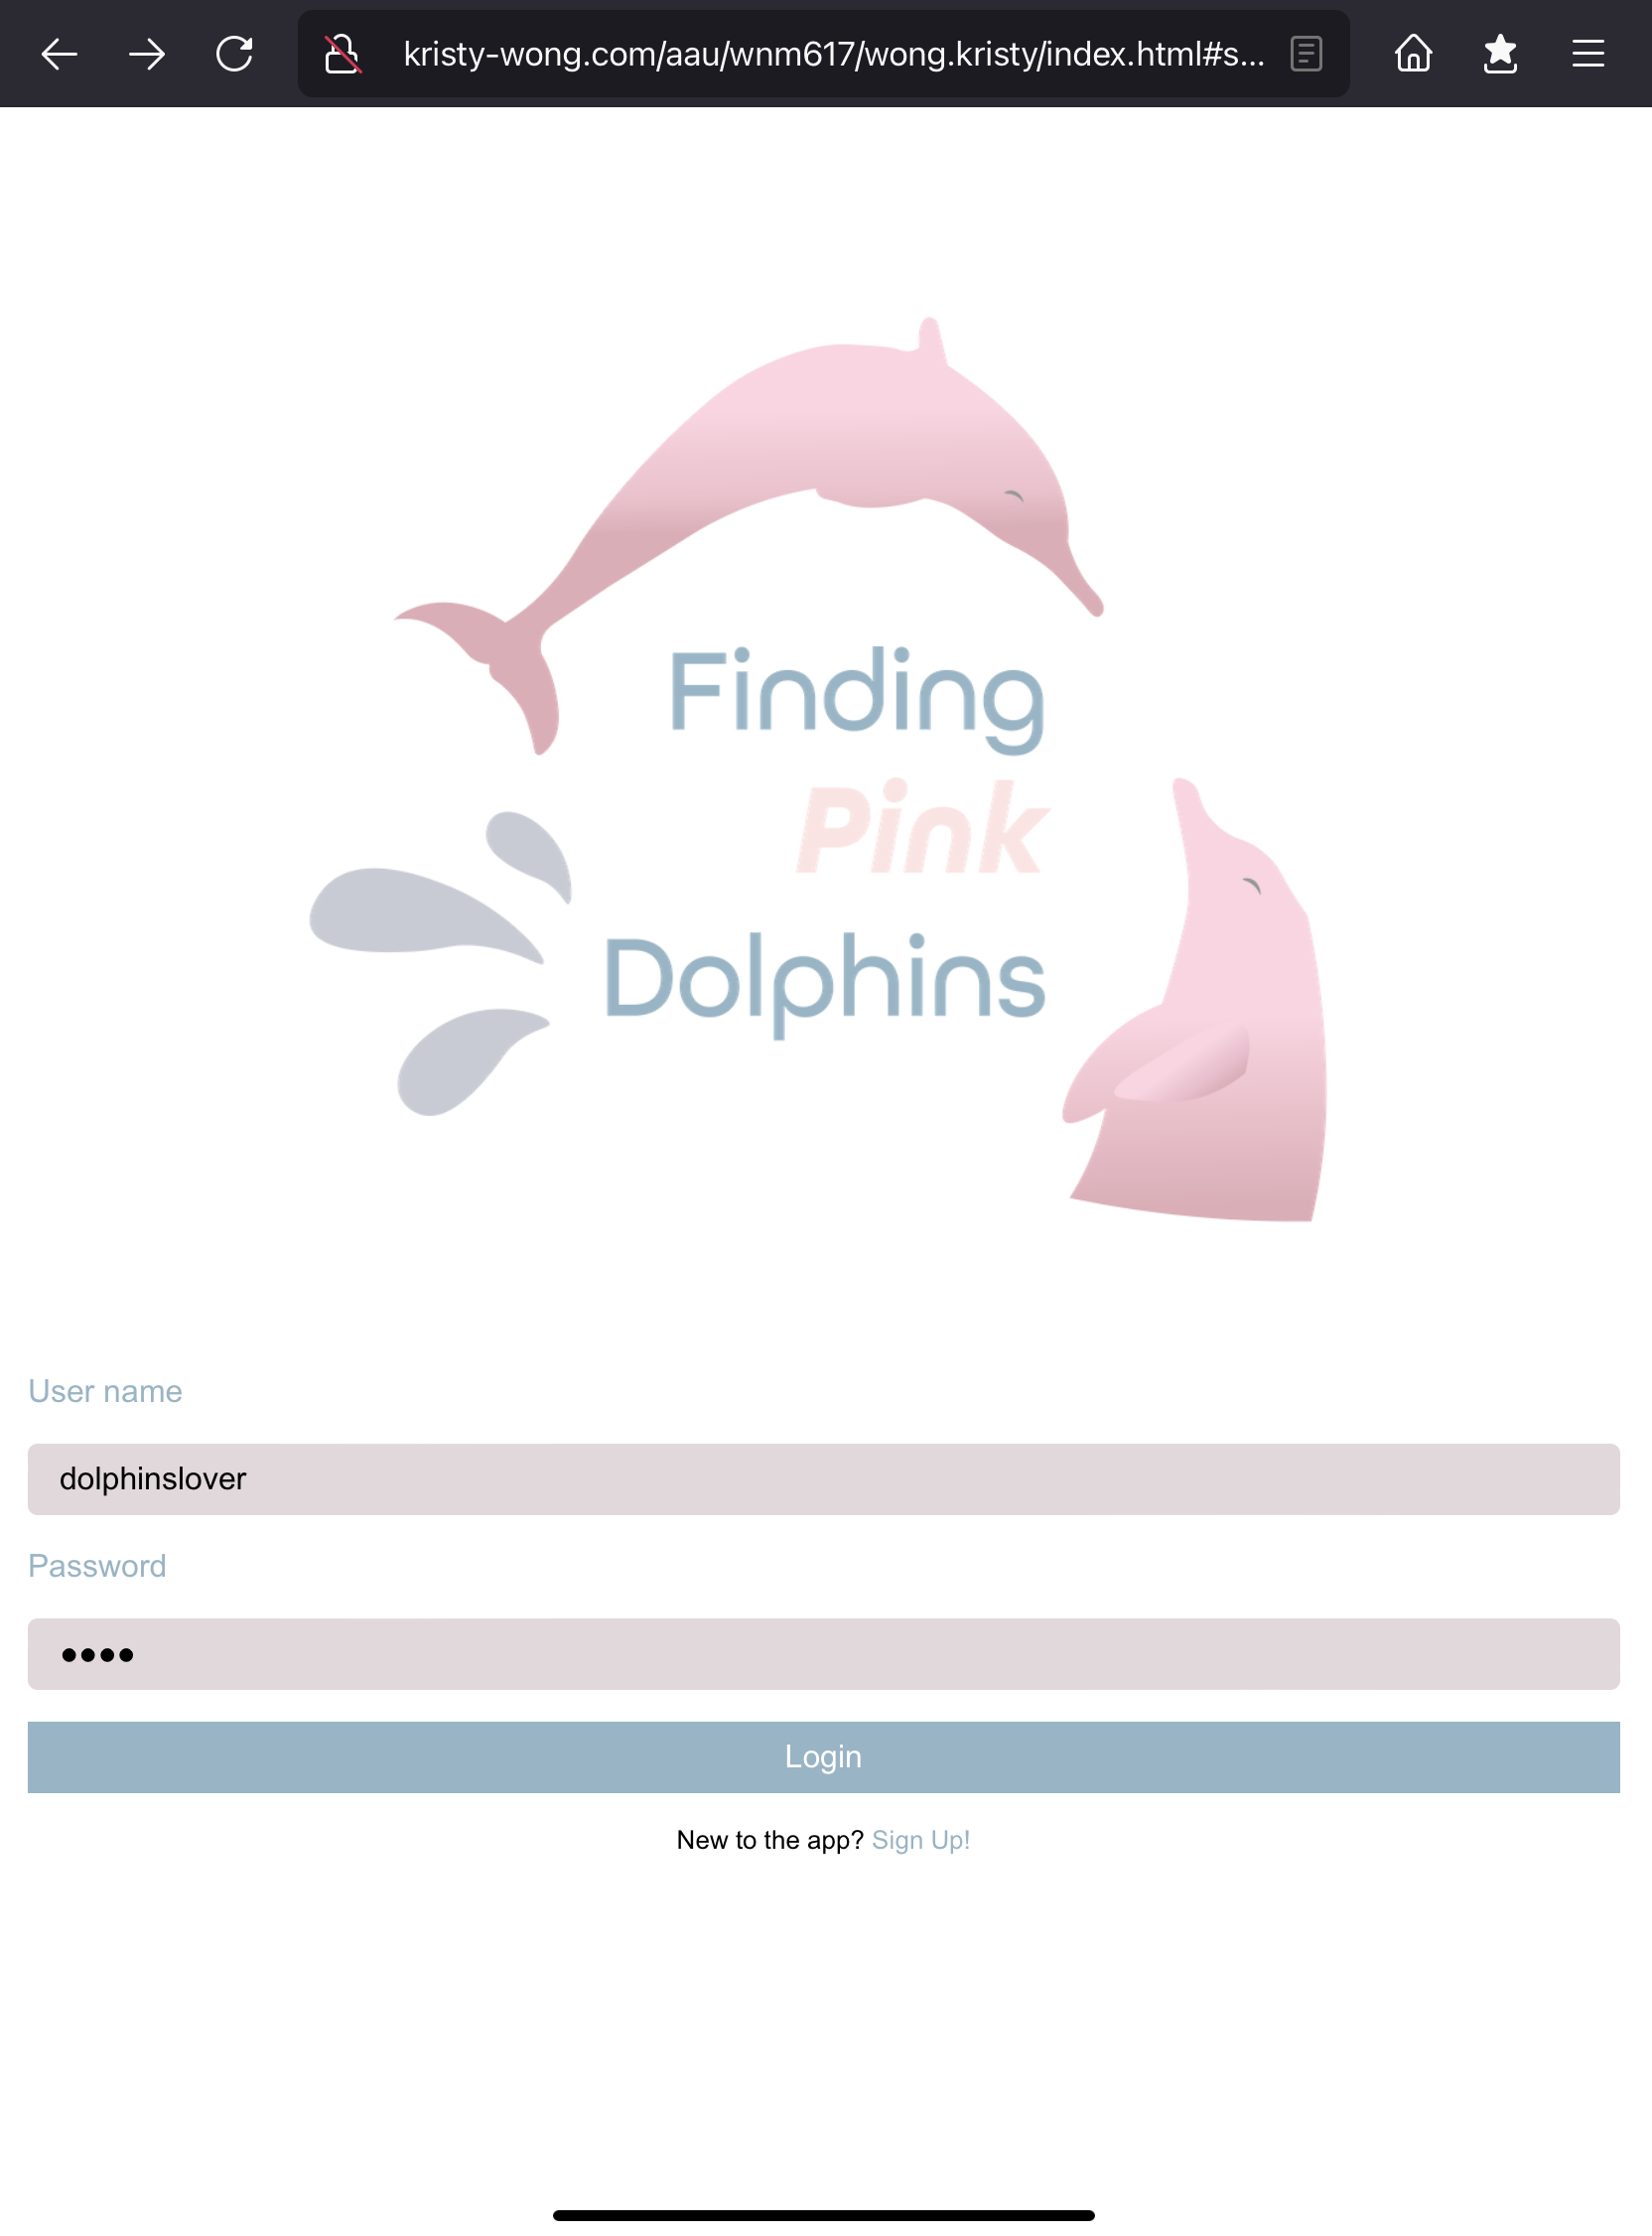 kristy-wong.com/aau/wnm617/wong.kristy/index.html#s...
Finding
Pink
Dolphins
User name
dolphinslover
Password
••••
Login
New to the app? Sign Up!